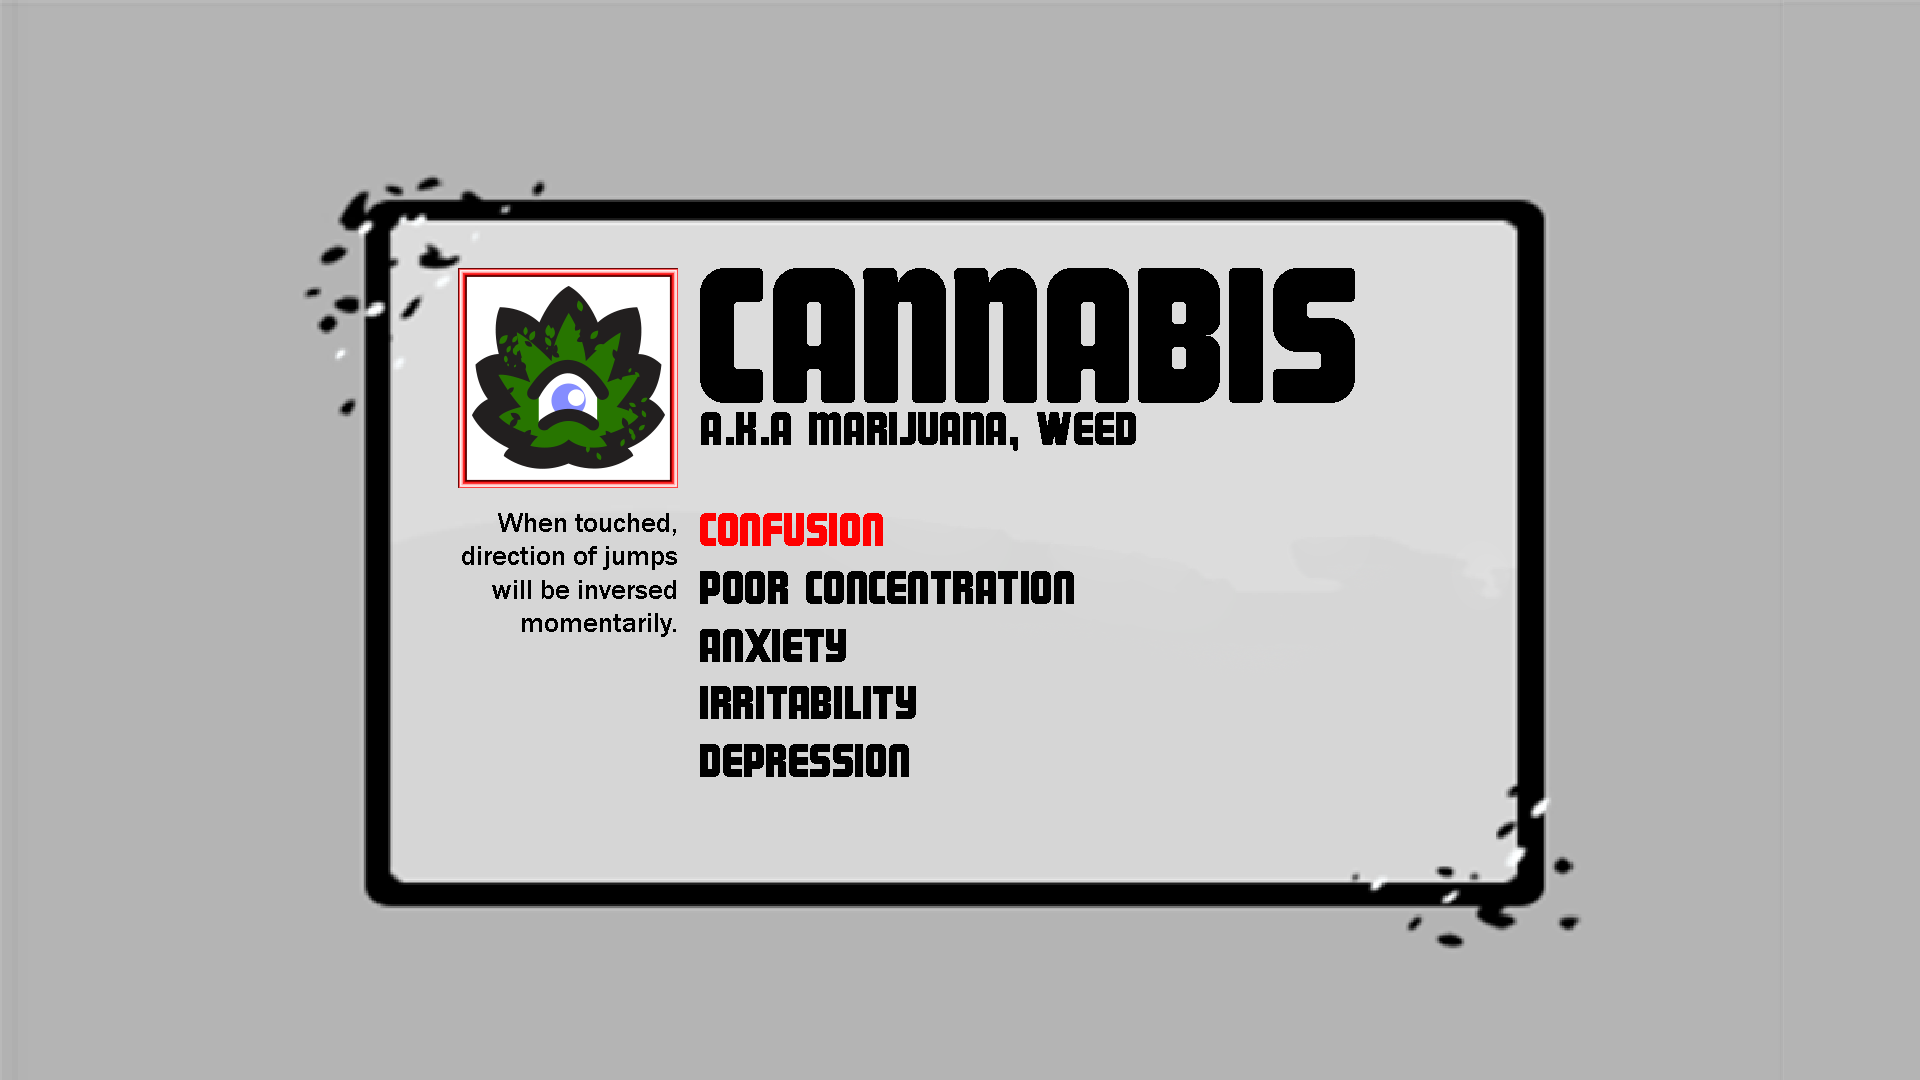 CANNABIS
A.K.A MARIJUANA, WEED
When touched,
direction of jumps
will be inversed
momentarily.
CONFUSION
POOR CONCENTRATION
ANXIETY
IRRITABILITY
DEPRESSION